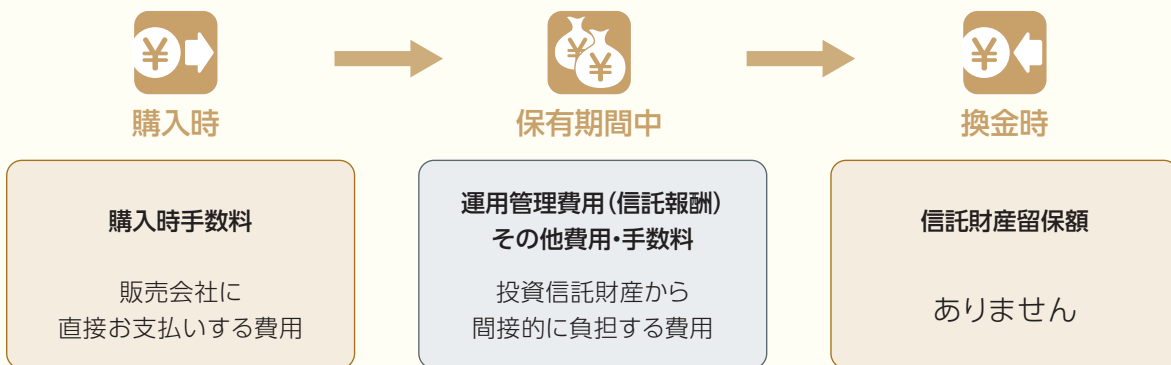 ¥
¥
¥
¥
購入時
保有期間中
換金時
購入時手数料
販売会社に
直接お支払いする費用
運用管理費用(信託報酬)
その他費用・手数料
投資信託財産から
間接的に負担する費用
信託財産留保額
ありません